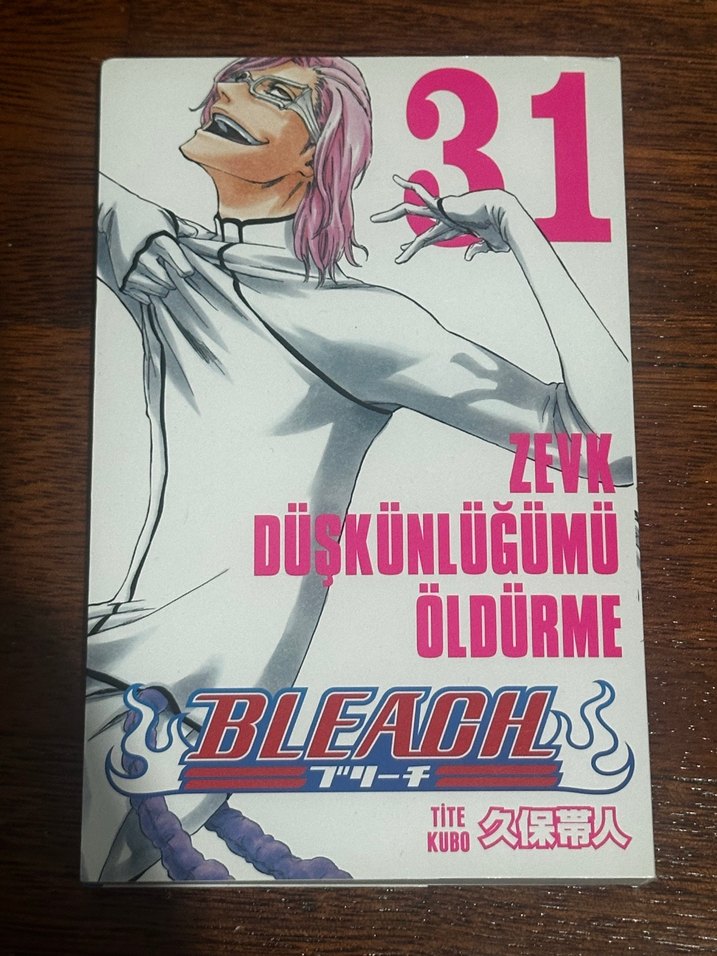 31
ZEVK
DÜŞKÜNLÜĞÜMÜ
ÖLDÜRME
BLEACH
ブリーチ
TİTE
KUBO 久保帯人